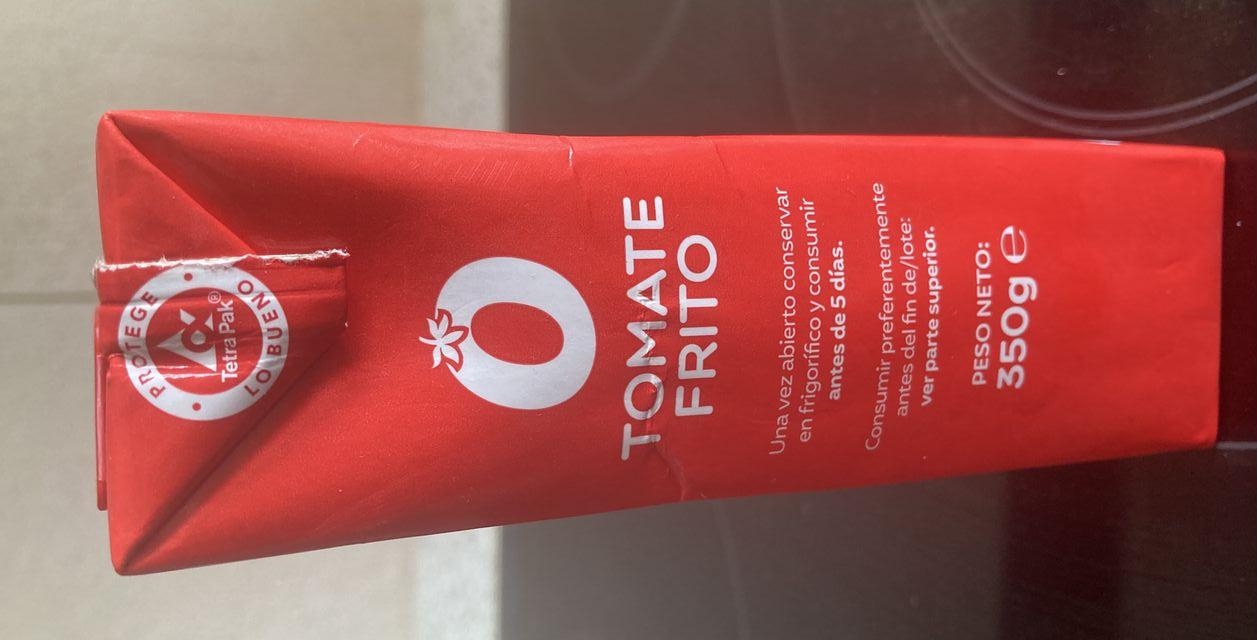 PROTEGE
Tetra Pak®
LO BUENO
TOMATE
FRITO
Una vez abierto conservar
en frigorífico y consumir
antes de 5 días.
Consumir preferentemente
antes del fin de/lote:
ver parte superior.
PESO NETO:
350g ℮